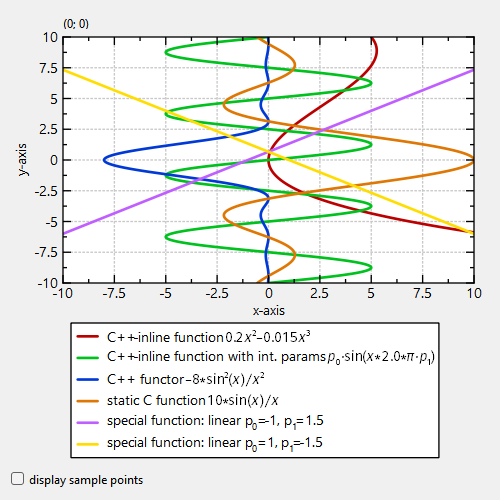 (0; 0)
10
7.5
5
2.5
0
-2.5
-5
-7.5
-10
y-axis
-10 -7.5 -5 -2.5 0 2.5 5 7.5 10
x-axis
C++-inline function 0.2x²-0.015x³
C++-inline function with int. params p₀·sin(x*2.0*π·p₁)
C++ functor -8*sin²(x)/x²
static C function 10*sin(x)/x
special function: linear p₀=-1, p₁=1.5
special function: linear p₀=1, p₁=-1.5
display sample points